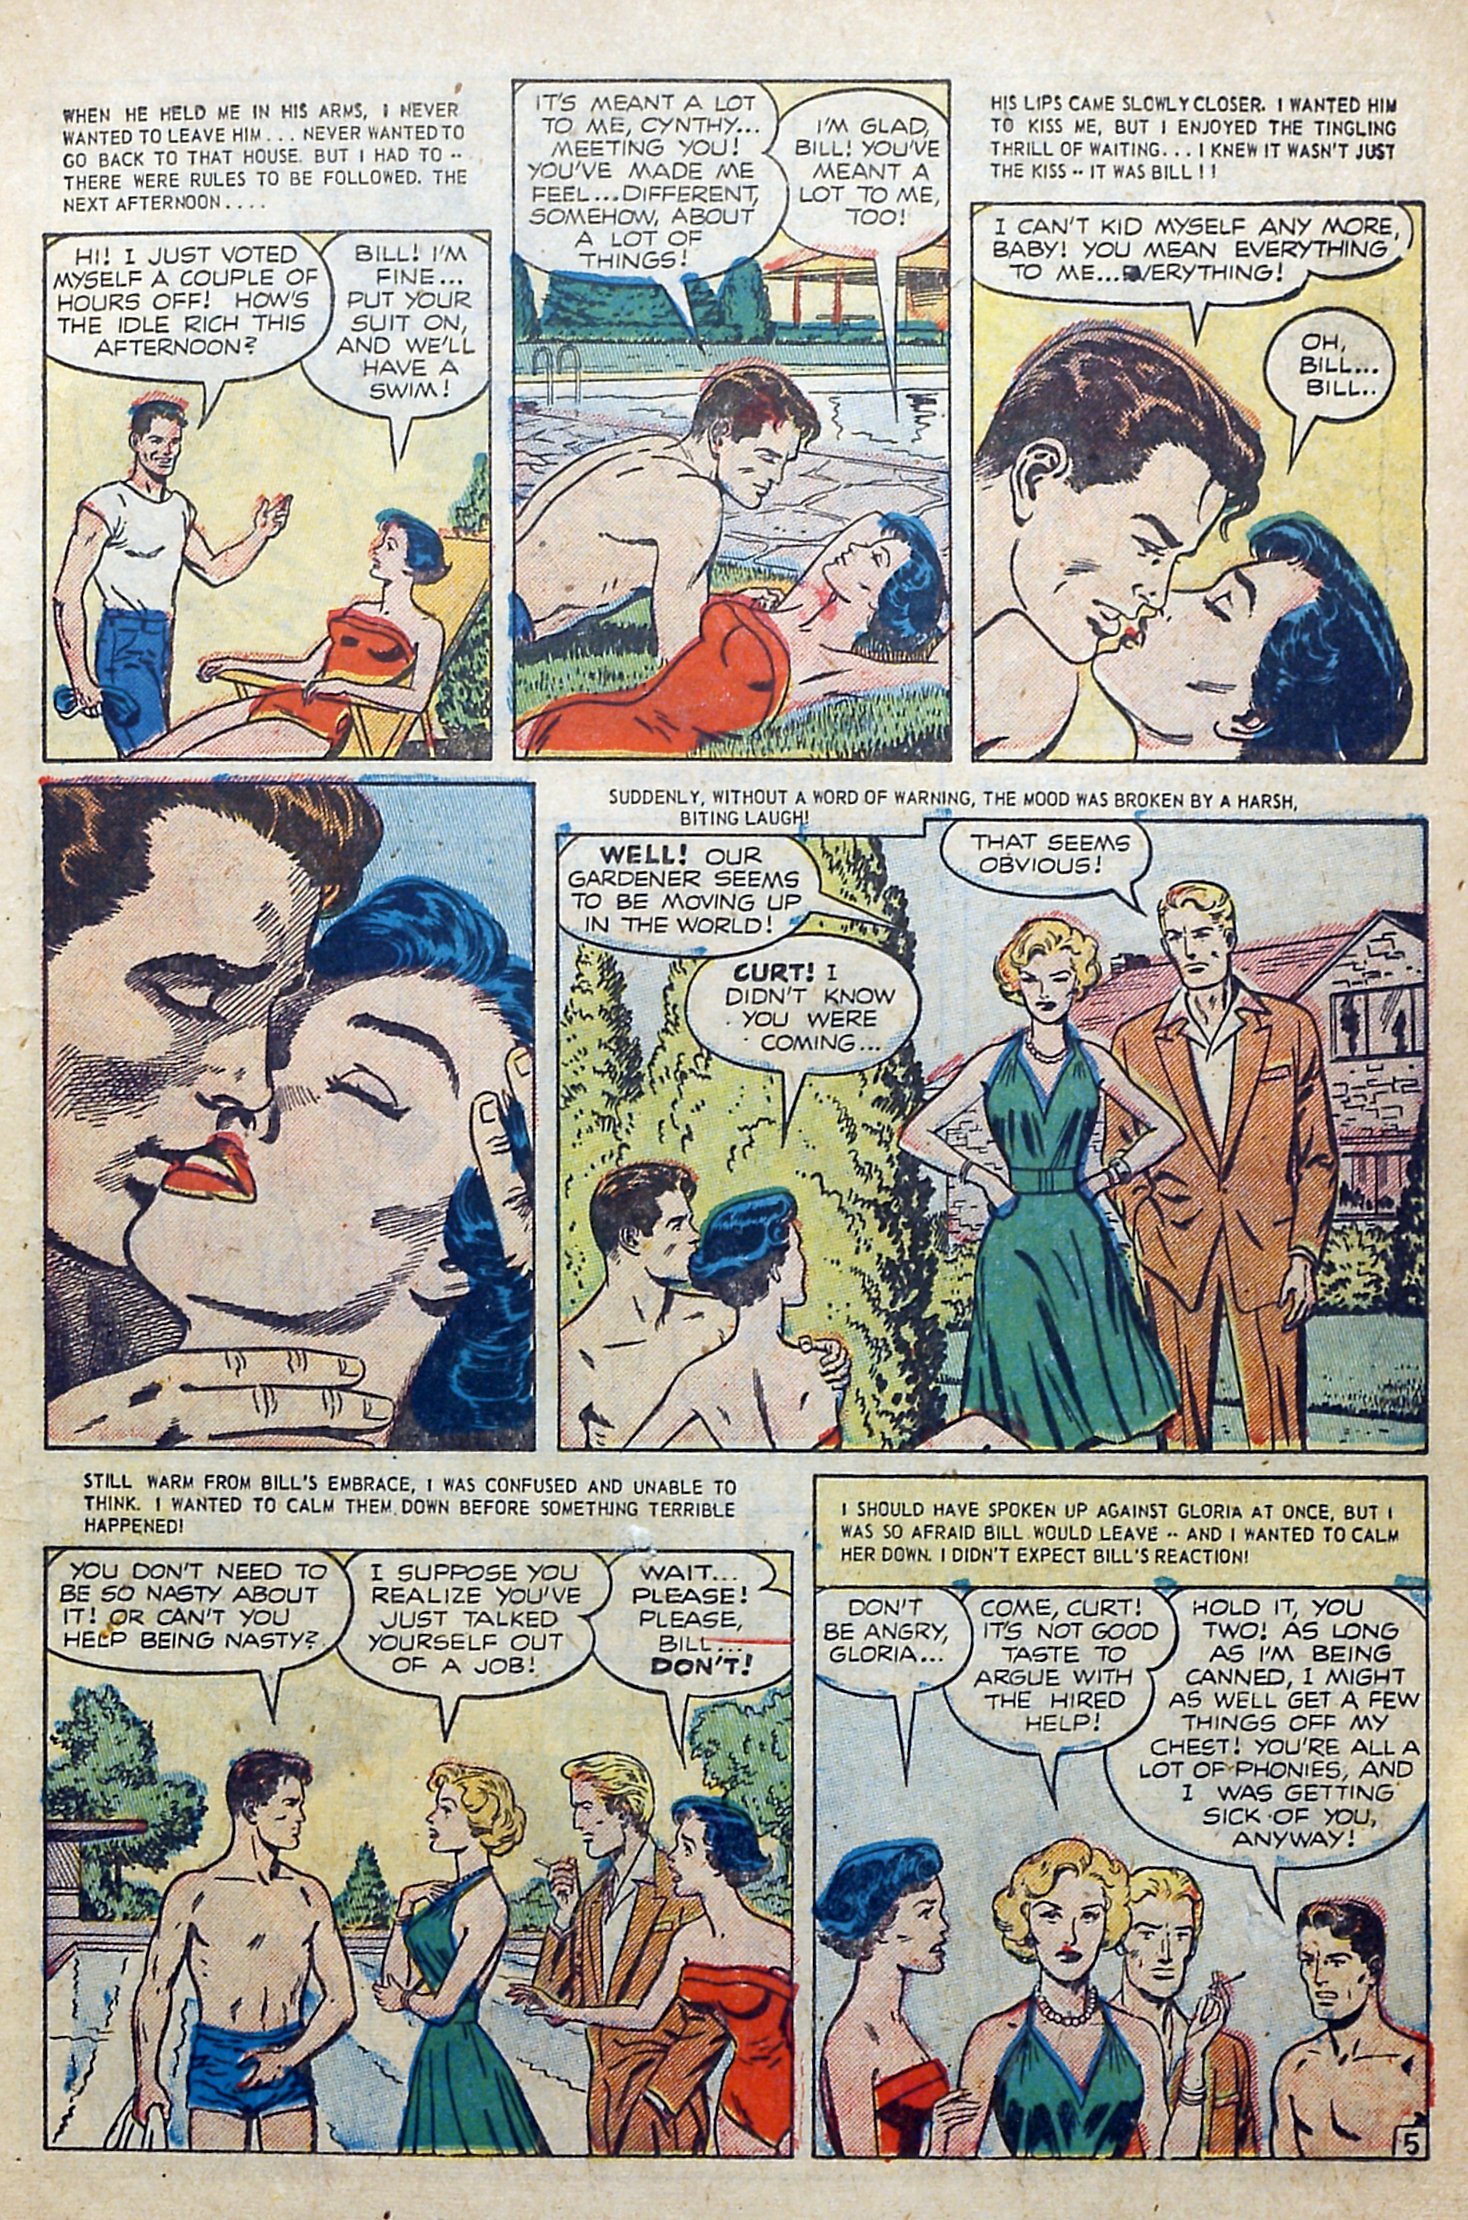 WHEN HE HELD ME IN HIS ARMS, I NEVER
WANTED TO LEAVE HIM... NEVER WANTED TO
GO BACK TO THAT HOUSE. BUT I HAD TO --
THERE WERE RULES TO BE FOLLOWED. THE
NEXT AFTERNOON....
HI! I JUST VOTED
MYSELF A COUPLE OF
HOURS OFF! HOW'S
THE IDLE RICH THIS
AFTERNOON?
BILL! I'M
FINE...
PUT YOUR
SUIT ON,
AND WE'LL
HAVE A
SWIM!
IT'S MEANT A LOT
TO ME, CYNTHY...
MEETING YOU!
YOU'VE MADE ME
FEEL...DIFFERENT,
SOMEHOW, ABOUT
A LOT OF
THINGS!
I'M GLAD,
BILL! YOU'VE
MEANT A
LOT TO ME,
TOO!
HIS LIPS CAME SLOWLY CLOSER. I WANTED HIM
TO KISS ME, BUT I ENJOYED THE TINGLING
THRILL OF WAITING... I KNEW IT WASN'T JUST
THE KISS -- IT WAS BILL!!
I CAN'T KID MYSELF ANY MORE,
BABY! YOU MEAN EVERYTHING
TO ME...EVERYTHING!
OH,
BILL...
BILL..
SUDDENLY, WITHOUT A WORD OF WARNING, THE MOOD WAS BROKEN BY A HARSH,
BITING LAUGH!
WELL! OUR
GARDENER SEEMS
TO BE MOVING UP
IN THE WORLD!
CURT! I
DIDN'T KNOW
YOU WERE
COMING...
THAT SEEMS
OBVIOUS!
STILL WARM FROM BILL'S EMBRACE, I WAS CONFUSED AND UNABLE TO
THINK. I WANTED TO CALM THEM DOWN BEFORE SOMETHING TERRIBLE
HAPPENED!
YOU DON'T NEED TO
BE SO NASTY ABOUT
IT! OR CAN'T YOU
HELP BEING NASTY?
I SUPPOSE YOU
REALIZE YOU'VE
JUST TALKED
YOURSELF OUT
OF A JOB!
WAIT...
PLEASE!
PLEASE,
BILL...
DON'T!
I SHOULD HAVE SPOKEN UP AGAINST GLORIA AT ONCE, BUT I
WAS SO AFRAID BILL WOULD LEAVE -- AND I WANTED TO CALM
HER DOWN. I DIDN'T EXPECT BILL'S REACTION!
DON'T
BE ANGRY,
GLORIA...
COME, CURT!
IT'S NOT GOOD
TASTE TO
ARGUE WITH
THE HIRED
HELP!
HOLD IT, YOU
TWO! AS LONG
AS I'M BEING
CANNED, I MIGHT
AS WELL GET A FEW
THINGS OFF MY
CHEST! YOU'RE ALL A
LOT OF PHONIES, AND
I WAS GETTING
SICK OF YOU,
ANYWAY!
5